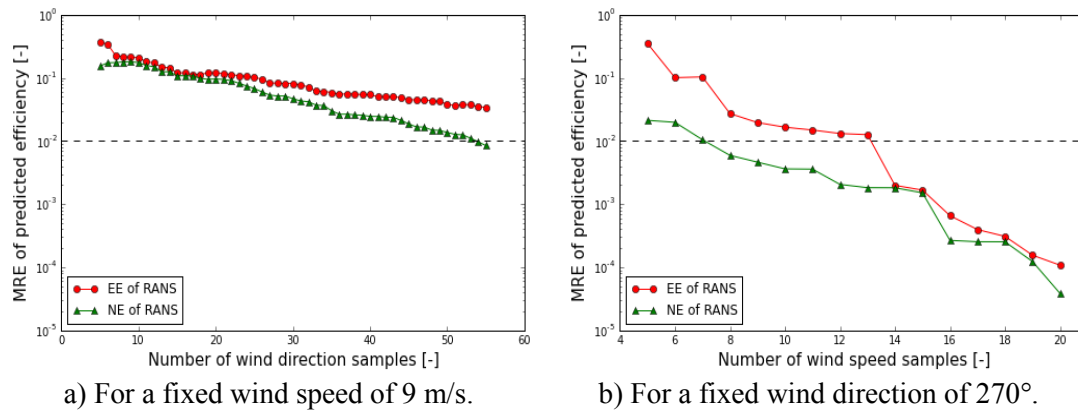 MRE of predicted efficiency [-]
10^0
10^-1
10^-2
10^-3
10^-4
10^-5
EE of RANS
NE of RANS
0 10 20 30 40 50 60
Number of wind direction samples [-]
a) For a fixed wind speed of 9 m/s.
MRE of predicted efficiency [-]
10^0
10^-1
10^-2
10^-3
10^-4
10^-5
EE of RANS
NE of RANS
4 6 8 10 12 14 16 18 20
Number of wind speed samples [-]
b) For a fixed wind direction of 270°.